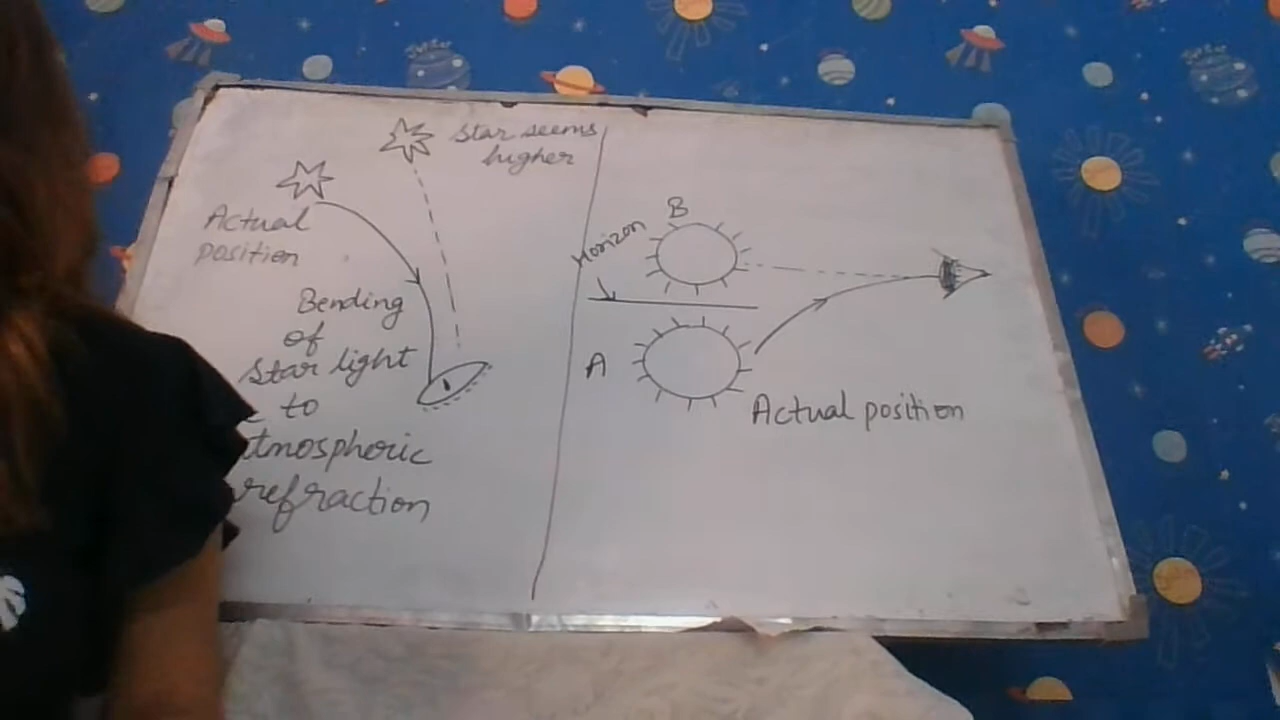 Star seems
higher
Actual
position
Bending
of
Star light
to
tmospheric
refraction
B
Horizon
A
Actual position